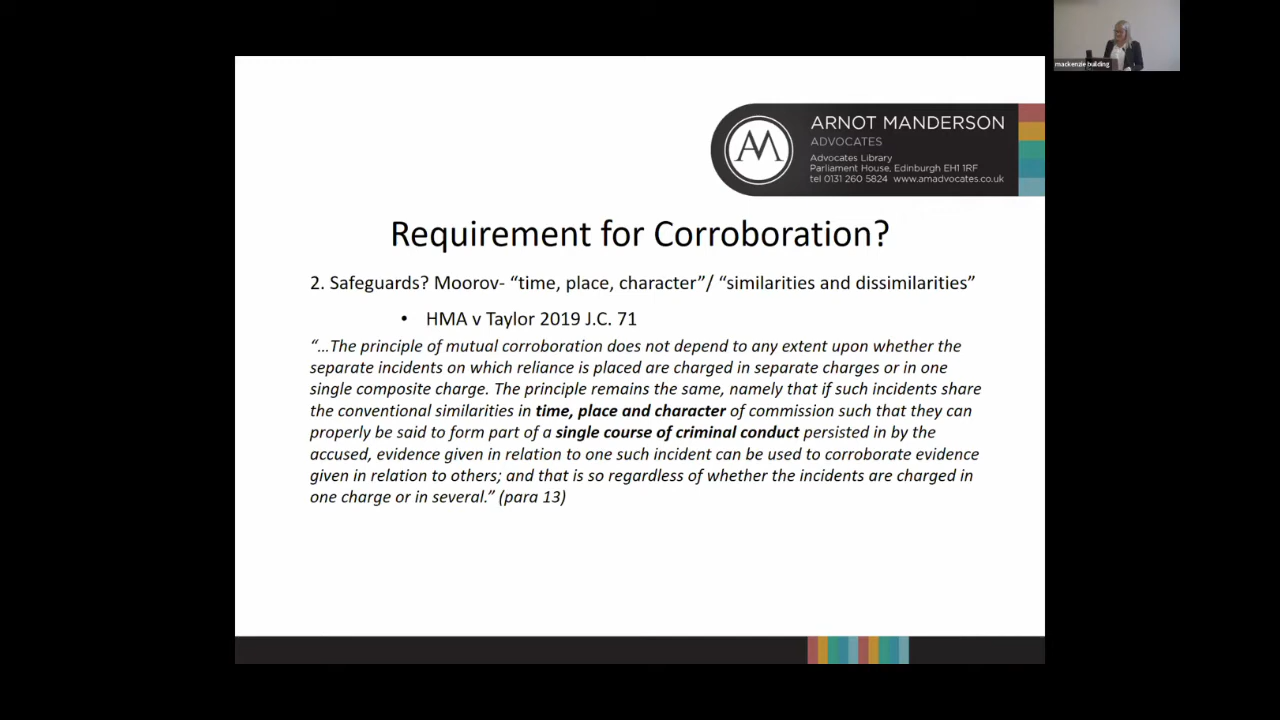 mackenzie building
ARNOT MANDERSON
ADVOCATES
Advocates Library
Parliament House, Edinburgh EH1 1RF
tel 0131 260 5824 www.amadvocates.co.uk
Requirement for Corroboration?
2. Safeguards? Moorov- “time, place, character”/ “similarities and dissimilarities”
• HMA v Taylor 2019 J.C. 71
“…The principle of mutual corroboration does not depend to any extent upon whether the
separate incidents on which reliance is placed are charged in separate charges or in one
single composite charge. The principle remains the same, namely that if such incidents share
the conventional similarities in time, place and character of commission such that they can
properly be said to form part of a single course of criminal conduct persisted in by the
accused, evidence given in relation to one such incident can be used to corroborate evidence
given in relation to others; and that is so regardless of whether the incidents are charged in
one charge or in several.” (para 13)